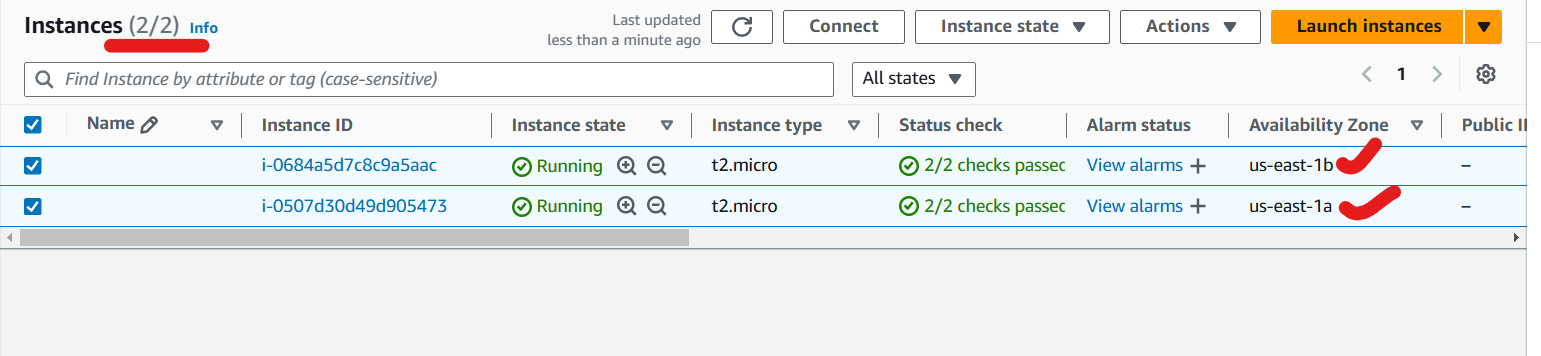 Instances (2/2) Info
Last updated
less than a minute ago
Connect
Instance state
Actions
Launch instances
Find Instance by attribute or tag (case-sensitive)
All states
1
Name Instance ID Instance state Instance type Status check Alarm status Availability Zone Public I
i-0684a5d7c8c9a5aac Running t2.micro 2/2 checks passed View alarms + us-east-1b –
i-0507d30d49d905473 Running t2.micro 2/2 checks passed View alarms + us-east-1a –